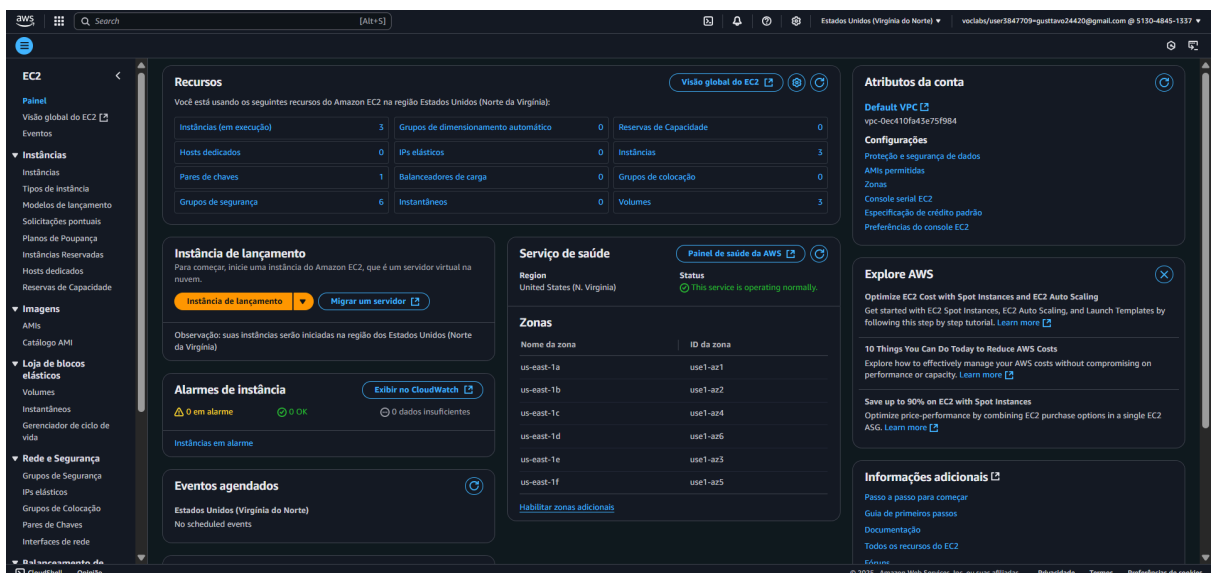 aws
Search
[Alt+S]
Estados Unidos (Virgínia do Norte) ▼
voclabs/user3847709=gusttavo24420@gmail.com @ 5130-4845-1337 ▼
EC2
Painel
Visão global do EC2
Eventos
Instâncias
Instâncias
Tipos de instância
Modelos de lançamento
Solicitações pontuais
Planos de Poupança
Instâncias Reservadas
Hosts dedicados
Reservas de Capacidade
Imagens
AMIs
Catálogo AMI
Loja de blocos
elásticos
Volumes
Instantâneos
Gerenciador de ciclo de
vida
Rede e Segurança
Grupos de Segurança
IPs elásticos
Grupos de Colocação
Pares de Chaves
Interfaces de rede
Balanceamento de
CloudShell Opinião
Recursos
Visão global do EC2
Você está usando os seguintes recursos do Amazon EC2 na região Estados Unidos (Norte da Virgínia):
Instâncias (em execução) 3 Grupos de dimensionamento automático 0 Reservas de Capacidade 0
Hosts dedicados 0 IPs elásticos 0 Instâncias 3
Pares de chaves 1 Balanceadores de carga 0 Grupos de colocação 0
Grupos de segurança 6 Instantâneos 0 Volumes 3
Instância de lançamento
Para começar, inicie uma instância do Amazon EC2, que é um servidor virtual na
nuvem.
Instância de lançamento
Migrar um servidor
Observação: suas instâncias serão iniciadas na região dos Estados Unidos (Norte
da Virgínia)
Alarmes de instância
Exibir no CloudWatch
0 em alarme 0 OK 0 dados insuficientes
Instâncias em alarme
Eventos agendados
Estados Unidos (Virgínia do Norte)
No scheduled events
Serviço de saúde
Painel de saúde da AWS
Region Status
United States (N. Virginia) This service is operating normally.
Zonas
Nome da zona ID da zona
us-east-1a use1-az1
us-east-1b use1-az2
us-east-1c use1-az4
us-east-1d use1-az6
us-east-1e use1-az3
us-east-1f use1-az5
Habilitar zonas adicionais
Atributos da conta
Default VPC
vpc-0ec410fa43e75f984
Configurações
Proteção e segurança de dados
AMIs permitidas
Zonas
Console serial EC2
Especificação de crédito padrão
Preferências do console EC2
Explore AWS
Optimize EC2 Cost with Spot Instances and EC2 Auto Scaling
Get started with EC2 Spot Instances, EC2 Auto Scaling, and Launch Templates by
following this step by step tutorial. Learn more
10 Things You Can Do Today to Reduce AWS Costs
Explore how to effectively manage your AWS costs without compromising on
performance or capacity. Learn more
Save up to 90% on EC2 with Spot Instances
Optimize price-performance by combining EC2 purchase options in a single EC2
ASG. Learn more
Informações adicionais
Passo a passo para começar
Guia de primeiros passos
Documentação
Todos os recursos do EC2
Fóruns
© 2025, Amazon Web Services, Inc. ou suas afiliadas. Privacidade Termos Preferências de cookies